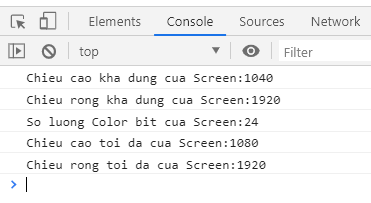 Elements Console Sources Network
top Filter
Chieu cao kha dung cua Screen:1040
Chieu rong kha dung cua Screen:1920
So luong Color bit cua Screen:24
Chieu cao toi da cua Screen:1080
Chieu rong toi da cua Screen:1920